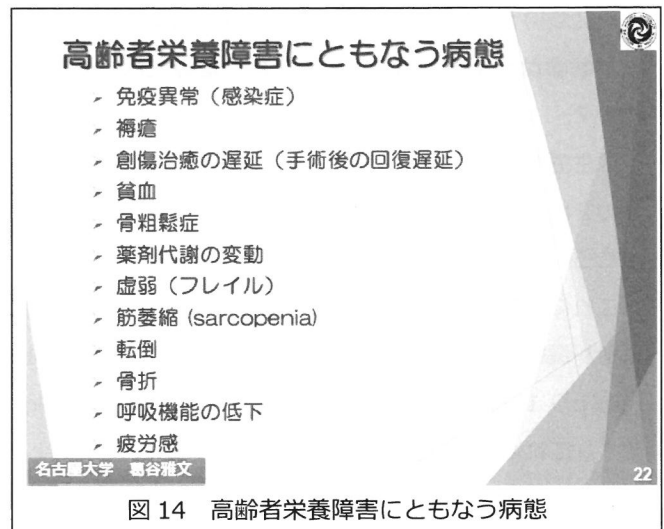 高齢者栄養障害にともなう病態
免疫異常（感染症）
褥瘡
創傷治癒の遅延（手術後の回復遅延）
貧血
骨粗鬆症
薬剤代謝の変動
虚弱（フレイル）
筋萎縮 (sarcopenia)
転倒
骨折
呼吸機能の低下
疲労感
名古屋大学 葛谷雅文
22
図 14 高齢者栄養障害にともなう病態